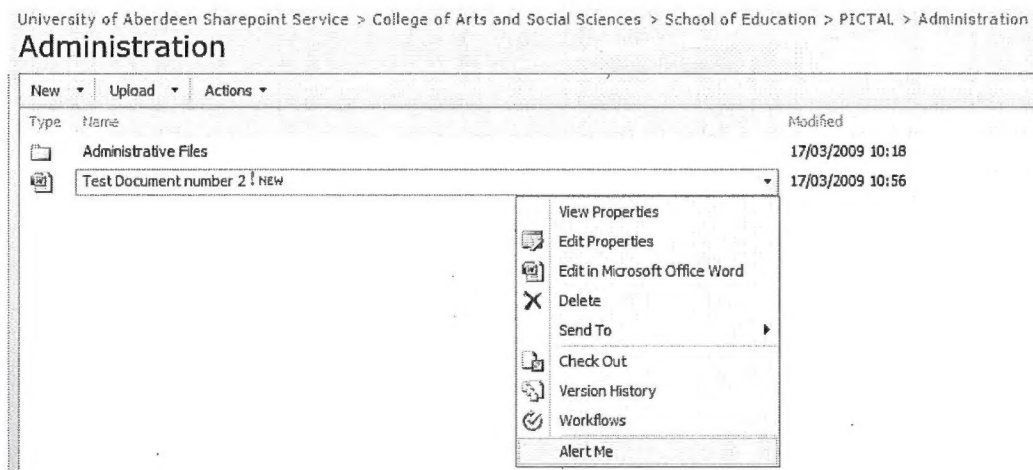 University of Aberdeen Sharepoint Service > College of Arts and Social Sciences > School of Education > PICTAL > Administration
Administration
New Upload Actions
Type Name Modified
Administrative Files 17/03/2009 10:18
Test Document number 2 ! NEW 17/03/2009 10:56
View Properties
Edit Properties
Edit in Microsoft Office Word
Delete
Send To
Check Out
Version History
Workflows
Alert Me